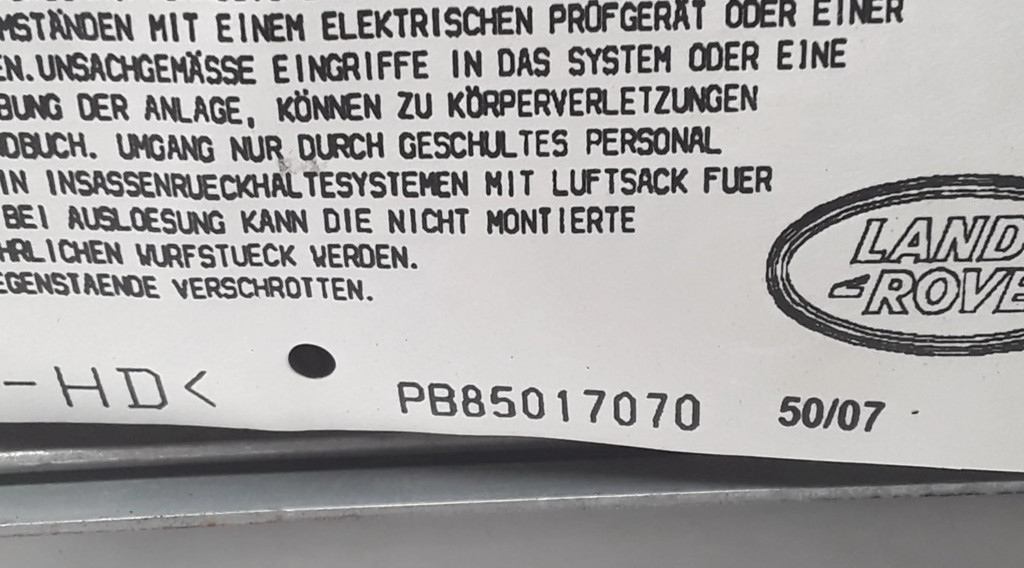 MSTÄNDEN MIT EINEM ELEKTRISCHEN PRÜFGERÄT ODER EINER
EN. UNSACHGEMÄSSE EINGRIFFE IN DAS SYSTEM ODER EINE
BUNG DER ANLAGE, KÖNNEN ZU KÖRPERVERLETZUNGEN
DBUCH. UMGANG NUR DURCH GESCHULTES PERSONAL
IN INSASSENRUECKHALTESYSTEMEN MIT LUFTSACK FUER
BEI AUSLOESUNG KANN DIE NICHT MONTIERTE
HRLICHEN WURFSTUECK WERDEN.
EGENSTAENDE VERSCHROTTEN.
LAND
ROVE
-HD<
PB85017070 50/07